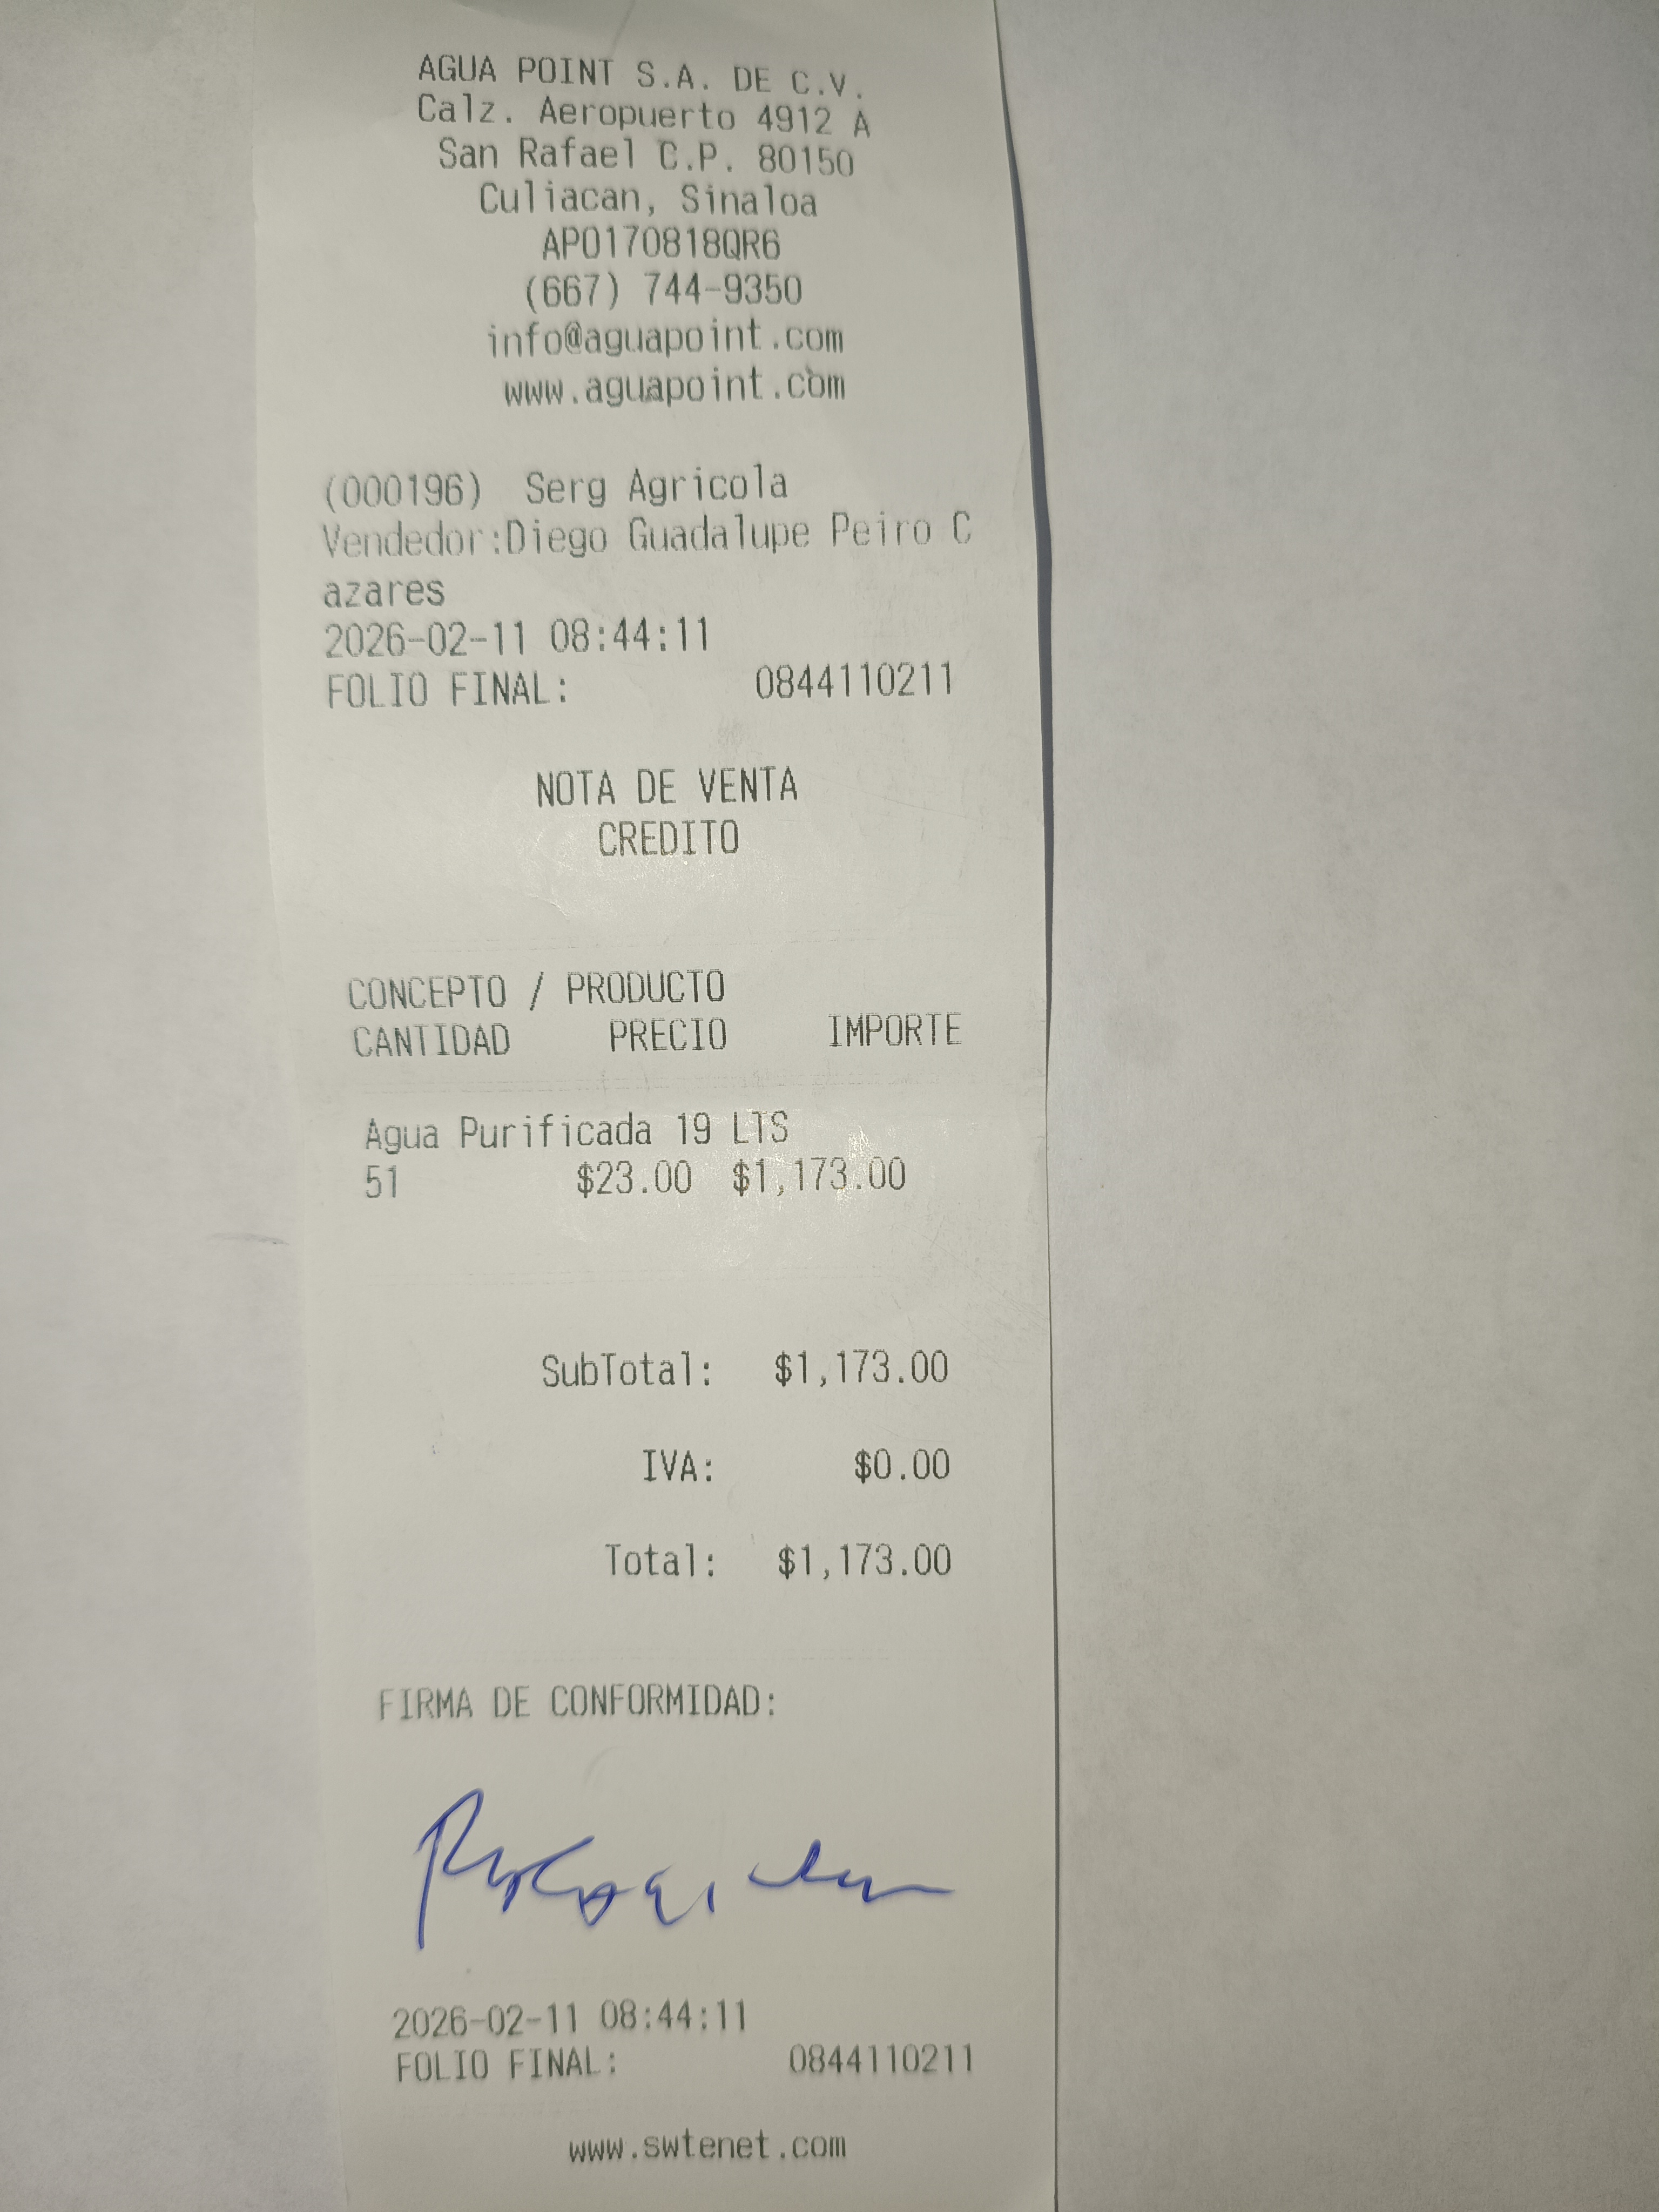 AGUA POINT S.A. DE C.V.
Calz. Aeropuerto 4912 A
San Rafael C.P. 80150
Culiacan, Sinaloa
APO170818QR6
(667) 744-9350
info@aguapoint.com
www.aguapoint.com
(000196) Serg Agricola
Vendedor:Diego Guadalupe Peiro C
azares
2026-02-11 08:44:11
FOLIO FINAL: 0844110211
NOTA DE VENTA
CREDITO
CONCEPTO / PRODUCTO
CANTIDAD PRECIO IMPORTE
Agua Purificada 19 LTS
51 $23.00 $1,173.00
SubTotal: $1,173.00
IVA: $0.00
Total: $1,173.00
FIRMA DE CONFORMIDAD:
2026-02-11 08:44:11
FOLIO FINAL: 0844110211
www.swtenet.com